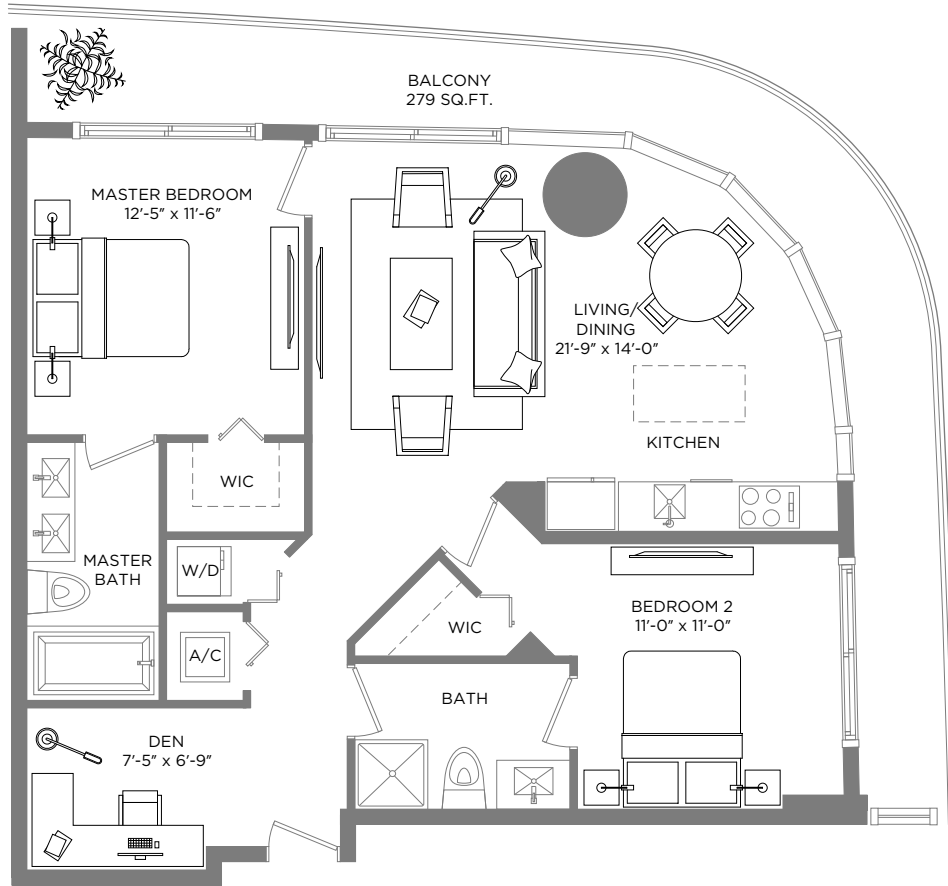 BALCONY
279 SQ.FT.
MASTER BEDROOM
12’-5” x 11’-6”
LIVING/
DINING
21’-9” x 14’-0”
KITCHEN
WIC
MASTER
BATH
W/D
A/C
WIC
BEDROOM 2
11’-0” x 11’-0”
BATH
DEN
7’-5” x 6’-9”